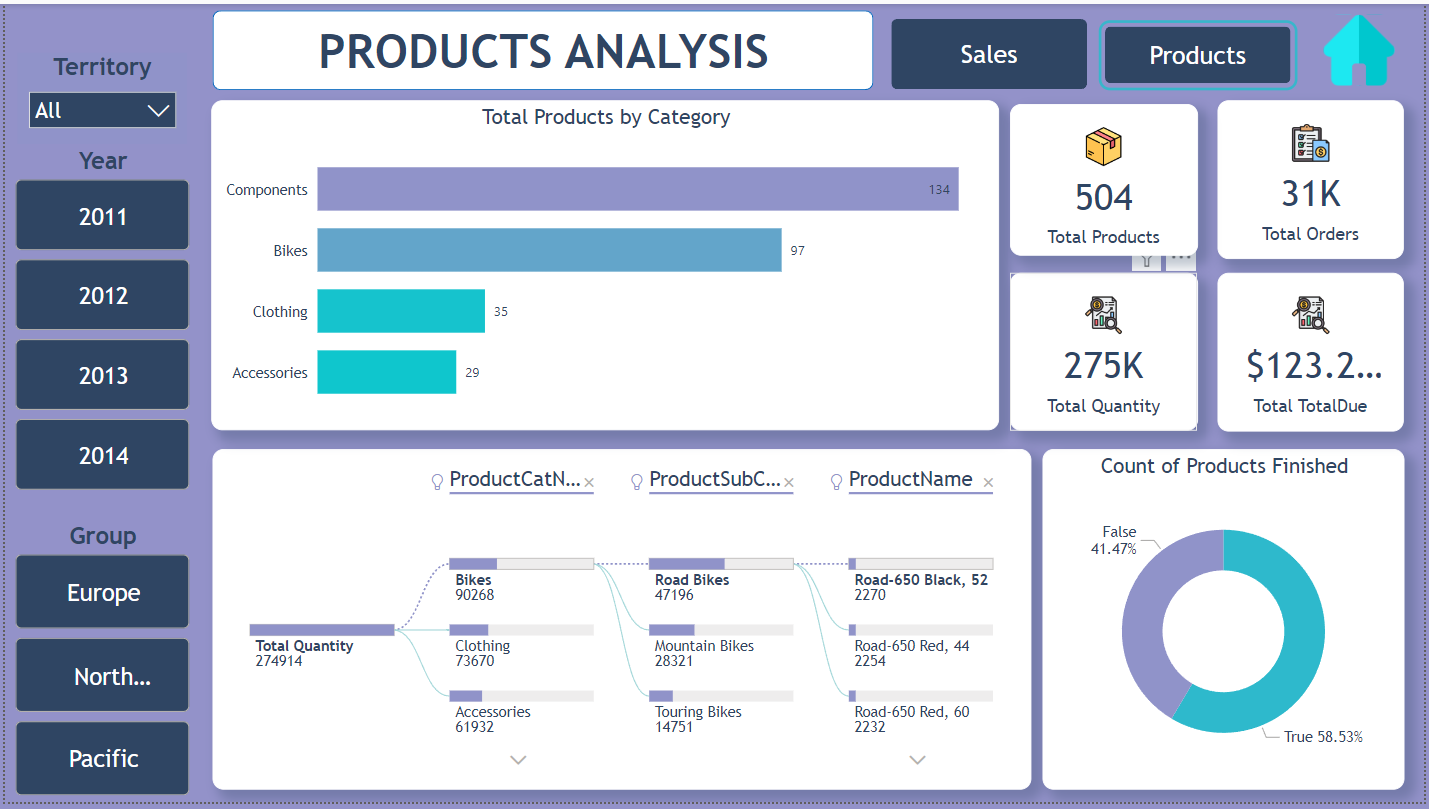 PRODUCTS ANALYSIS
Sales
Products
Territory
All
Year
2011
2012
2013
2014
Group
Europe
North...
Pacific
Total Products by Category
Components
134
Bikes
97
Clothing
35
Accessories
29
504
Total Products
31K
Total Orders
275K
Total Quantity
$123.2...
Total TotalDue
ProductCatN...
ProductSubC...
ProductName
Total Quantity
274914
Bikes
90268
Clothing
73670
Accessories
61932
Road Bikes
47196
Mountain Bikes
28321
Touring Bikes
14751
Road-650 Black, 52
2270
Road-650 Red, 44
2254
Road-650 Red, 60
2232
Count of Products Finished
False
41.47%
True 58.53%